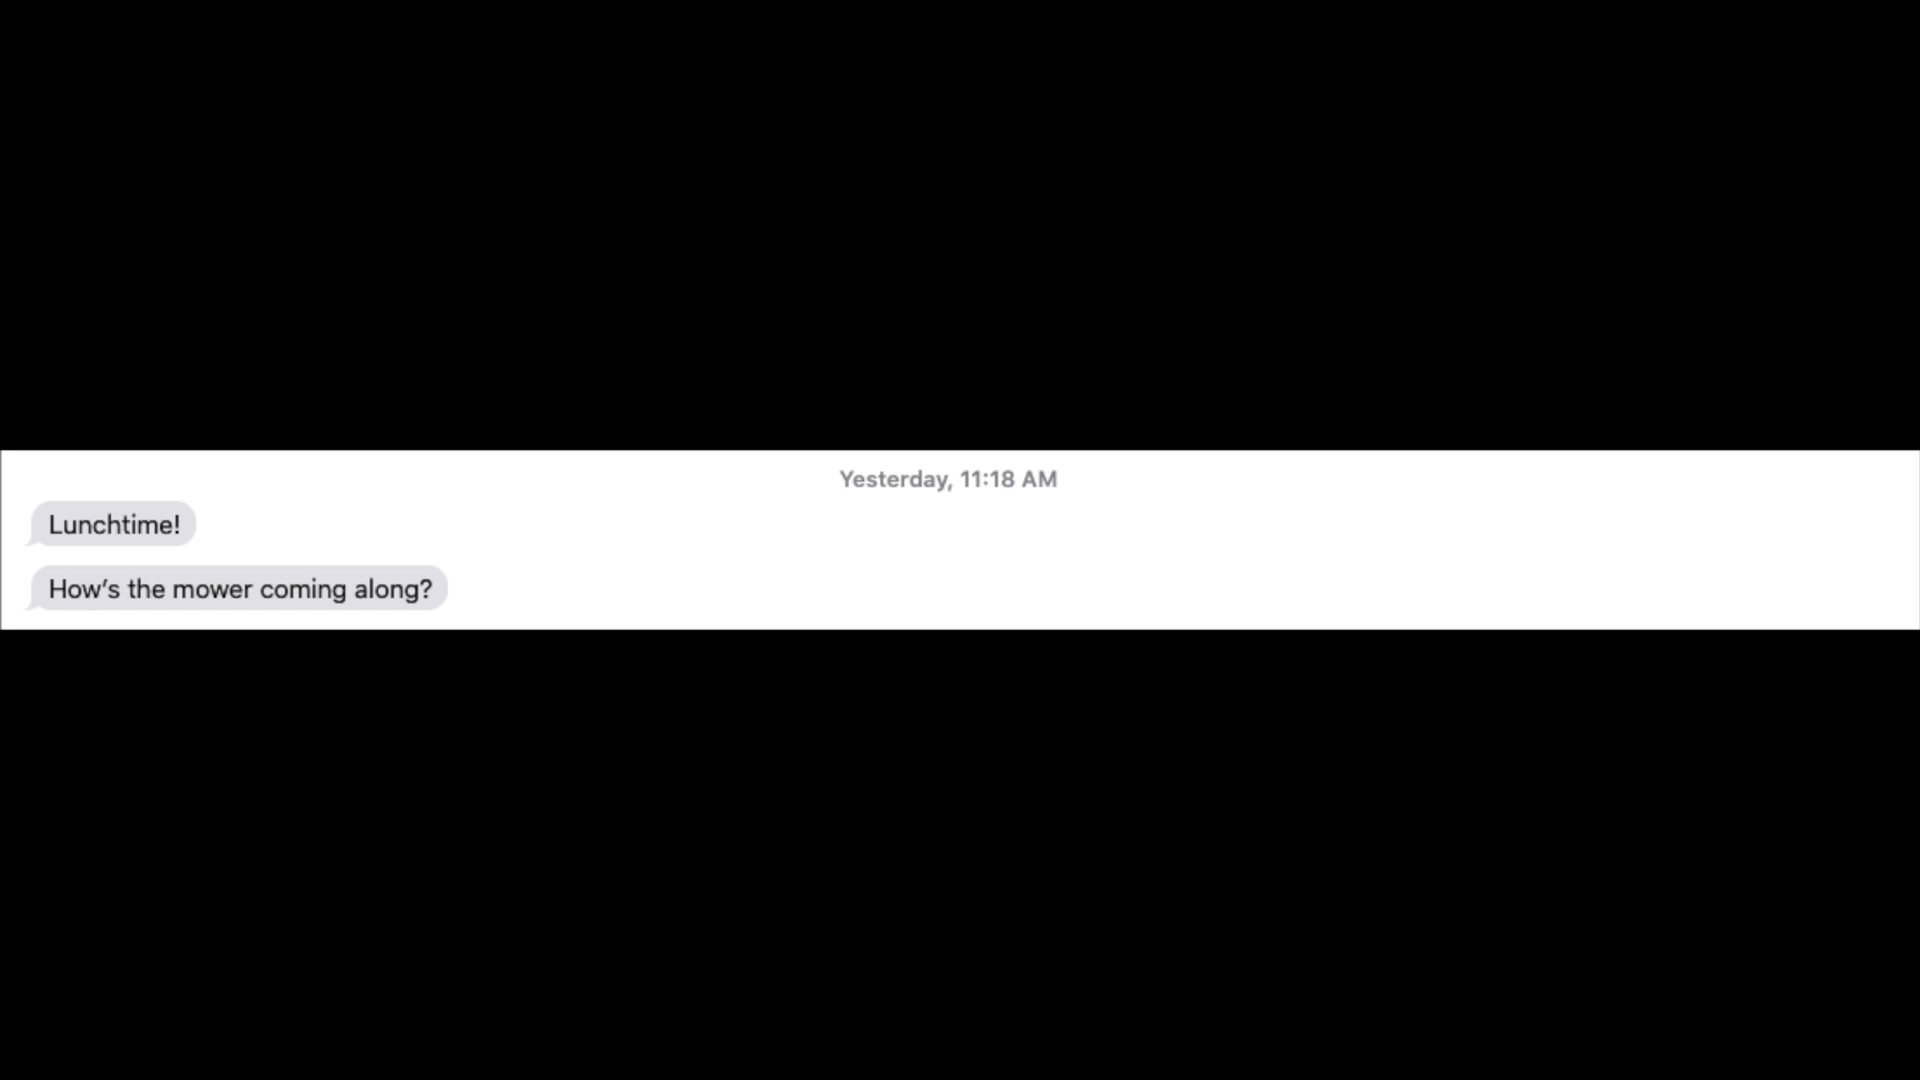 Yesterday, 11:18 AM
Lunchtime!
How’s the mower coming along?